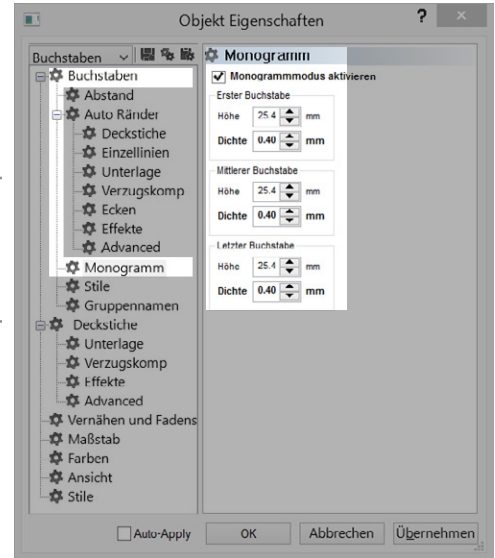 Objekt Eigenschaften
?
Buchstaben
Buchstaben
Abstand
Auto Ränder
Deckstiche
Einzellinien
Unterlage
Verzugskomp
Ecken
Effekte
Advanced
Monogramm
Stile
Gruppennamen
Deckstiche
Unterlage
Verzugskomp
Effekte
Advanced
Vernähen und Fadens
Maßstab
Farben
Ansicht
Stile
Monogramm
Monogrammmodus aktivieren
Erster Buchstabe
Höhe 25.4 mm
Dichte 0.40 mm
Mittlerer Buchstabe
Höhe 25.4 mm
Dichte 0.40 mm
Letzter Buchstabe
Höhe 25.4 mm
Dichte 0.40 mm
Auto-Apply OK Abbrechen Übernehmen